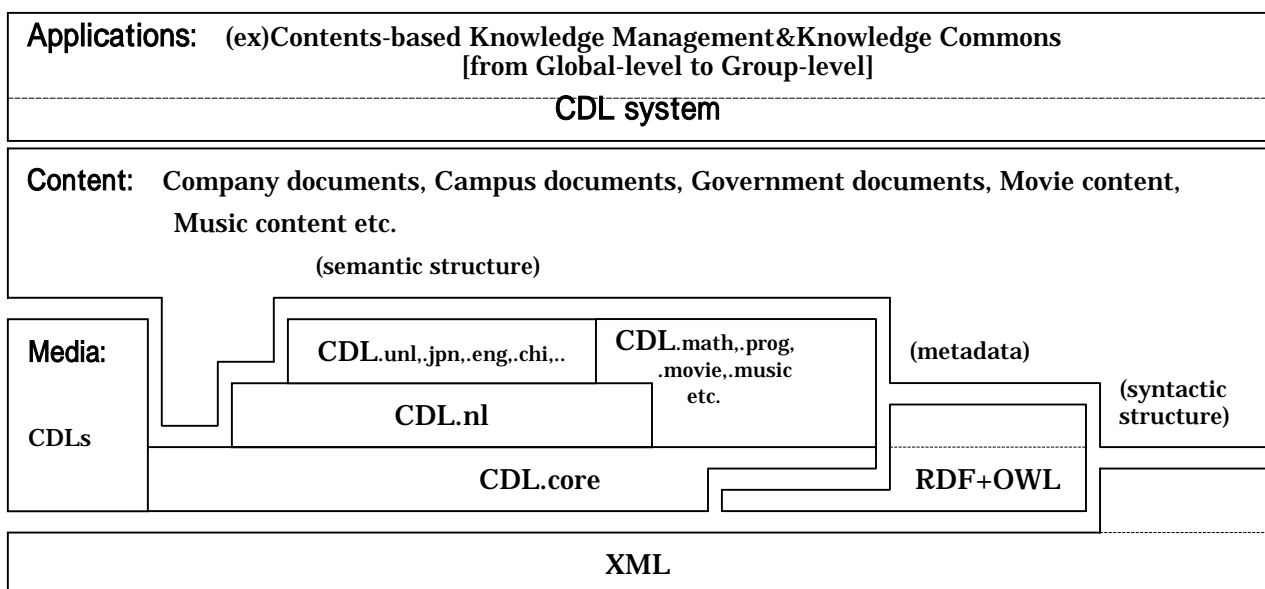 Applications: (ex)Contents-based Knowledge Management&Knowledge Commons
[from Global-level to Group-level]
CDL system
Content: Company documents, Campus documents, Government documents, Movie content,
Music content etc.
(semantic structure)
Media:
CDLs
CDL.unl,.jpn,.eng,.chi,..
CDL.math,.prog,
.movie,.music
etc.
(metadata)
(syntactic
structure)
CDL.nl
CDL.core
RDF+OWL
XML